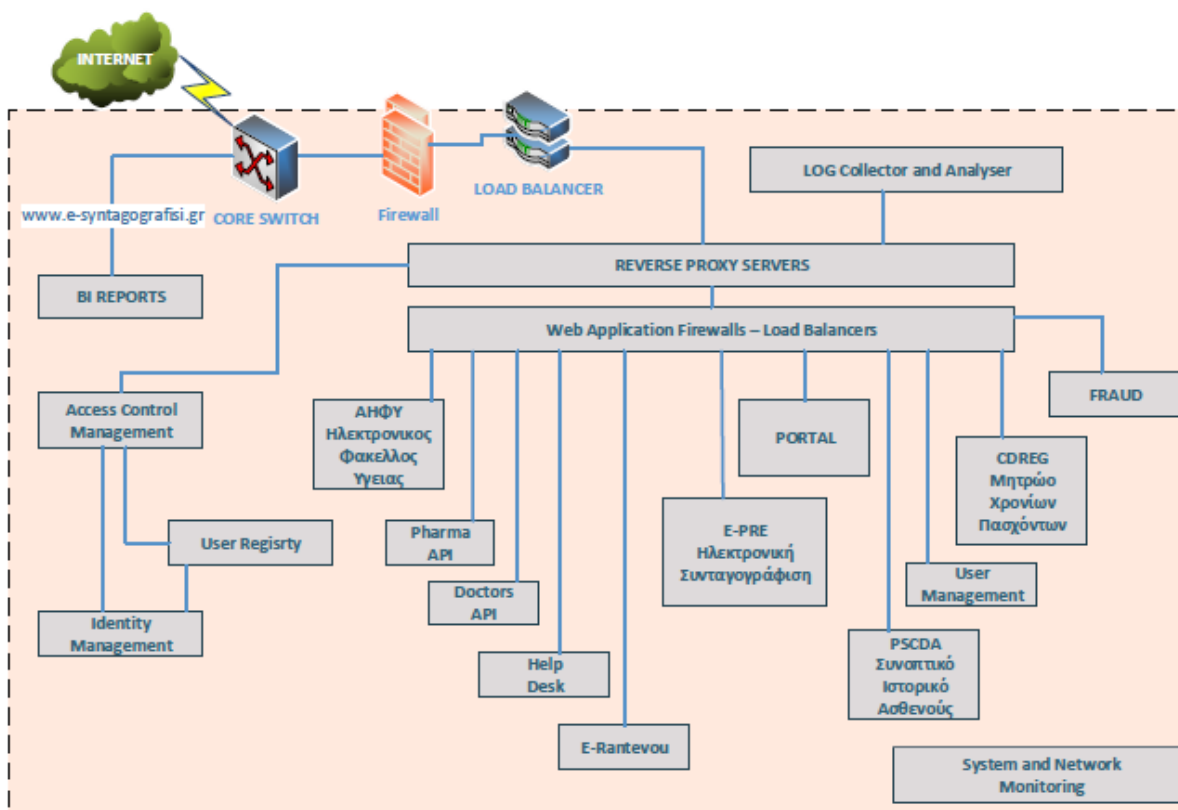 INTERNET
LOAD BALANCER
LOG Collector and Analyser
www.e-syntagografisi.gr
CORE SWITCH
Firewall
REVERSE PROXY SERVERS
BI REPORTS
Web Application Firewalls – Load Balancers
FRAUD
Access Control
Management
ΑΗΦΥ
Ηλεκτρονικος
Φακελλος
Υγειας
PORTAL
CDREG
Μητρώο
Χρονίων
Πασχόντων
User Regisrty
Pharma
API
E-PRE
Ηλεκτρονική
Συνταγογράφιση
Doctors
API
User
Management
Identity
Management
Help
Desk
PSCDA
Συνοπτικό
Ιστορικό
Ασθενούς
E-Rantevou
System and Network
Monitoring